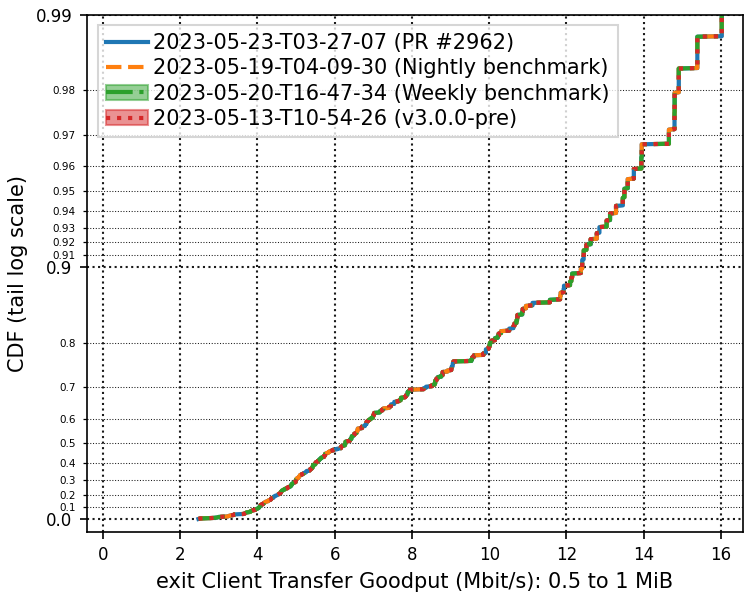 0.99
2023-05-23-T03-27-07 (PR #2962)
2023-05-19-T04-09-30 (Nightly benchmark)
2023-05-20-T16-47-34 (Weekly benchmark)
2023-05-13-T10-54-26 (v3.0.0-pre)
0.98
0.97
0.96
0.95
0.94
0.93
0.92
0.91
0.9
0.8
0.7
0.6
0.5
0.4
0.3
0.2
0.1
0.0
CDF (tail log scale)
0 2 4 6 8 10 12 14 16
exit Client Transfer Goodput (Mbit/s): 0.5 to 1 MiB